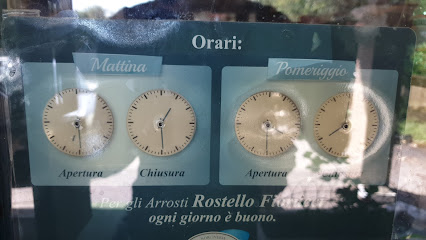 Orari:
Mattina Pomeriggio
Apertura Chiusura Apertura
Per gli Arrosti Rostello
ogni giorno è buono.